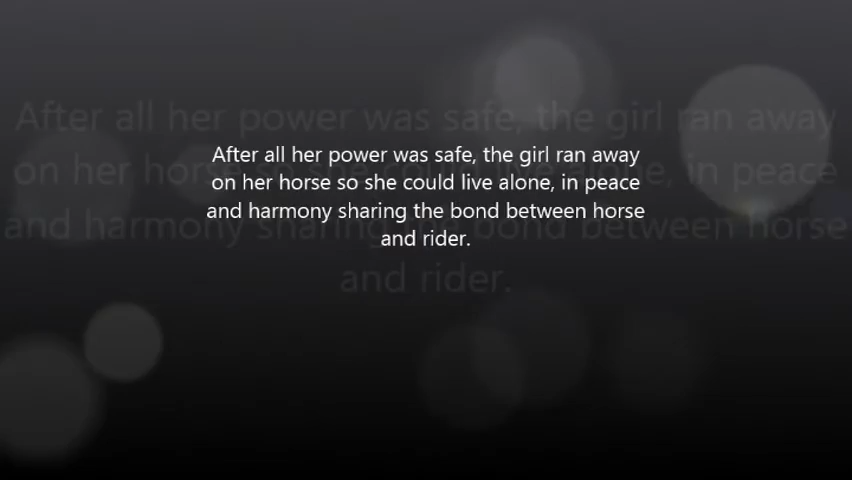 After all her power was safe, the girl ran away
on her horse so she could live alone, in peace
and harmony sharing the bond between horse
and rider.